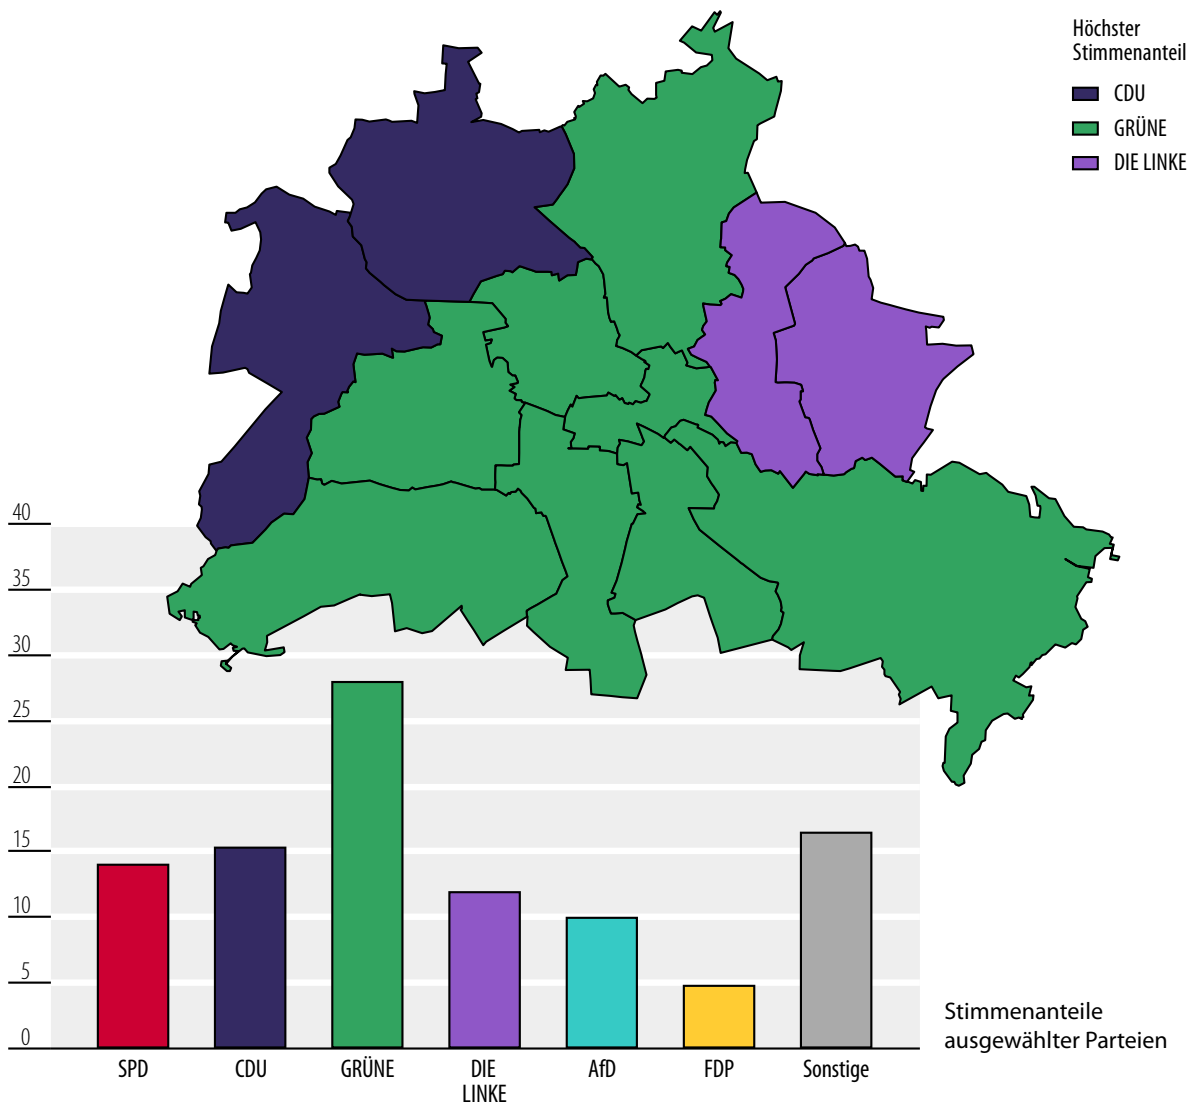 Höchster
Stimmenanteil
CDU
GRÜNE
DIE LINKE
40
35
30
25
20
15
10
5
0
SPD
CDU
GRÜNE
DIE
LINKE
AfD
FDP
Sonstige
Stimmenanteile
ausgewählter Parteien